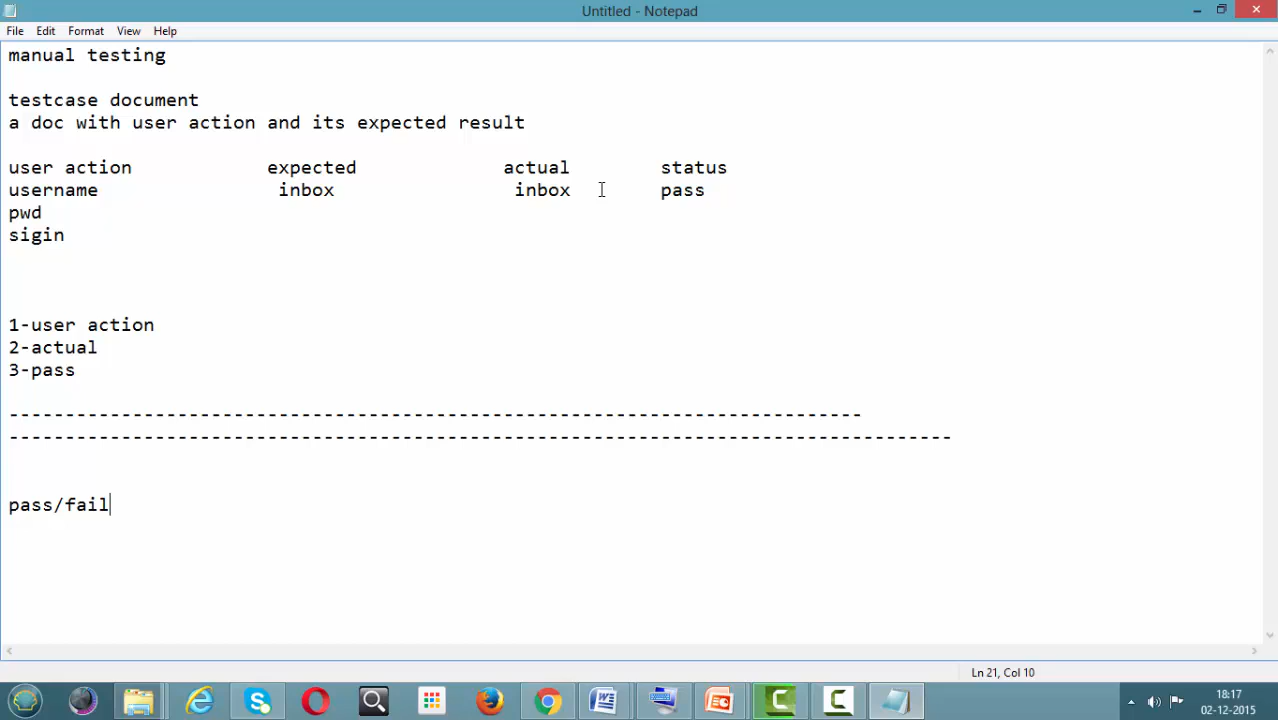 Untitled - Notepad
File Edit Format View Help
manual testing
testcase document
a doc with user action and its expected result
user action expected actual status
username inbox inbox pass
pwd
sigin
1-user action
2-actual
3-pass
----------------------------------------------------------------------------
------------------------------------------------------------------------------------
pass/fail
Ln 21, Col 10
18:17
02-12-2015